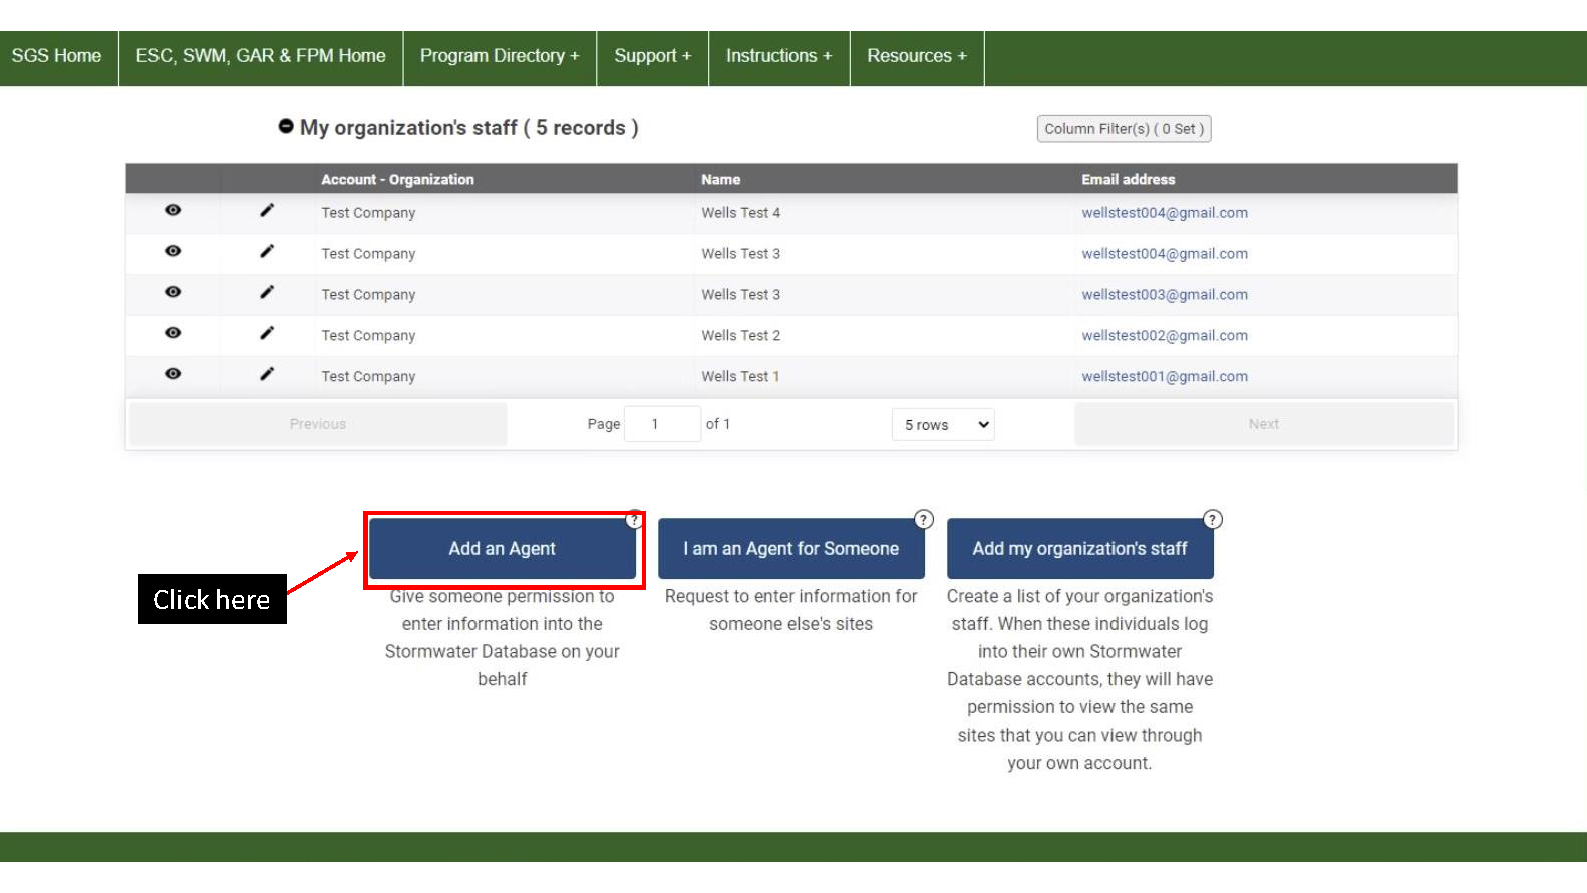 SGS Home ESC, SWM, GAR & FPM Home Program Directory + Support + Instructions + Resources +
My organization's staff ( 5 records ) Column Filter(s) ( 0 Set )
Account - Organization Name Email address
Test Company Wells Test 4 wellstest004@gmail.com
Test Company Wells Test 3 wellstest004@gmail.com
Test Company Wells Test 3 wellstest003@gmail.com
Test Company Wells Test 2 wellstest002@gmail.com
Test Company Wells Test 1 wellstest001@gmail.com
Previous Page 1 of 1 5 rows Next
Click here
Add an Agent ?
Give someone permission to
enter information into the
Stormwater Database on your
behalf
I am an Agent for Someone ?
Request to enter information for
someone else's sites
Add my organization's staff ?
Create a list of your organization's
staff. When these individuals log
into their own Stormwater
Database accounts, they will have
permission to view the same
sites that you can view through
your own account.